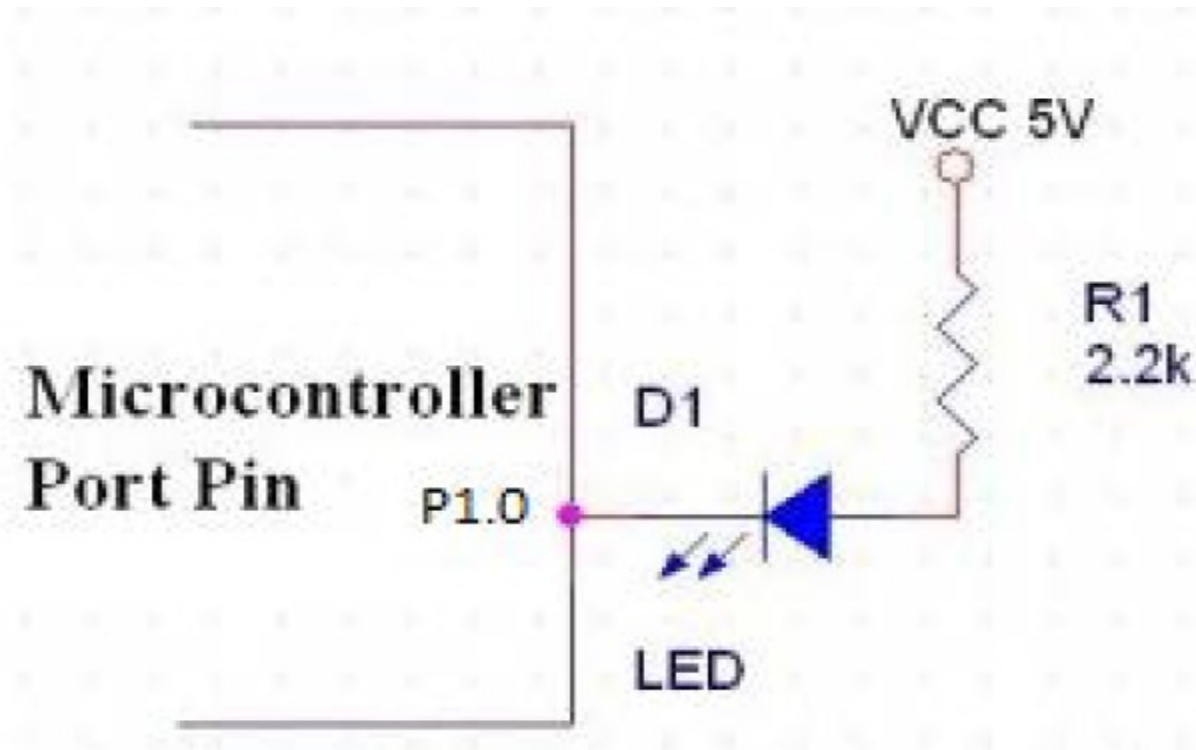 VCC 5V
R1
2.2k
Microcontroller
Port Pin
D1
P1.0
LED